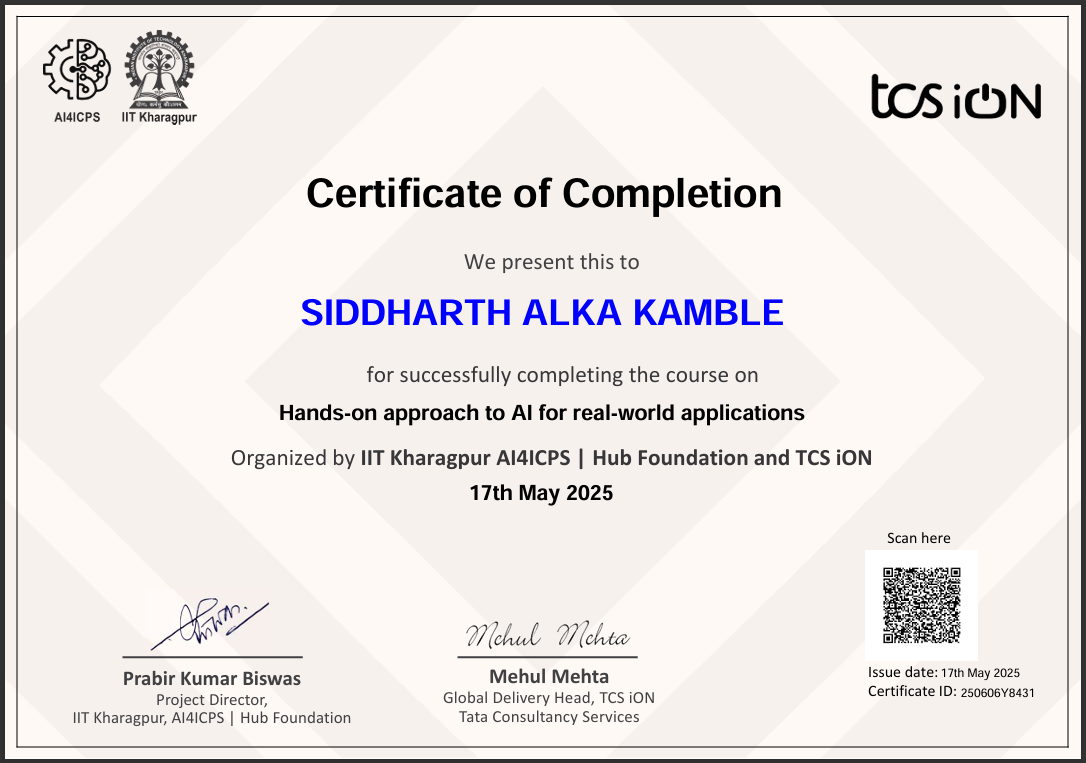 AI4ICPS
IIT Kharagpur
tcs iON
Certificate of Completion
We present this to
SIDDHARTH ALKA KAMBLE
for successfully completing the course on
Hands-on approach to AI for real-world applications
Organized by IIT Kharagpur AI4ICPS | Hub Foundation and TCS iON
17th May 2025
Scan here
Mehul Mehta
Prabir Kumar Biswas
Project Director,
IIT Kharagpur, AI4ICPS | Hub Foundation
Mehul Mehta
Global Delivery Head, TCS iON
Tata Consultancy Services
Issue date: 17th May 2025
Certificate ID: 250606Y8431